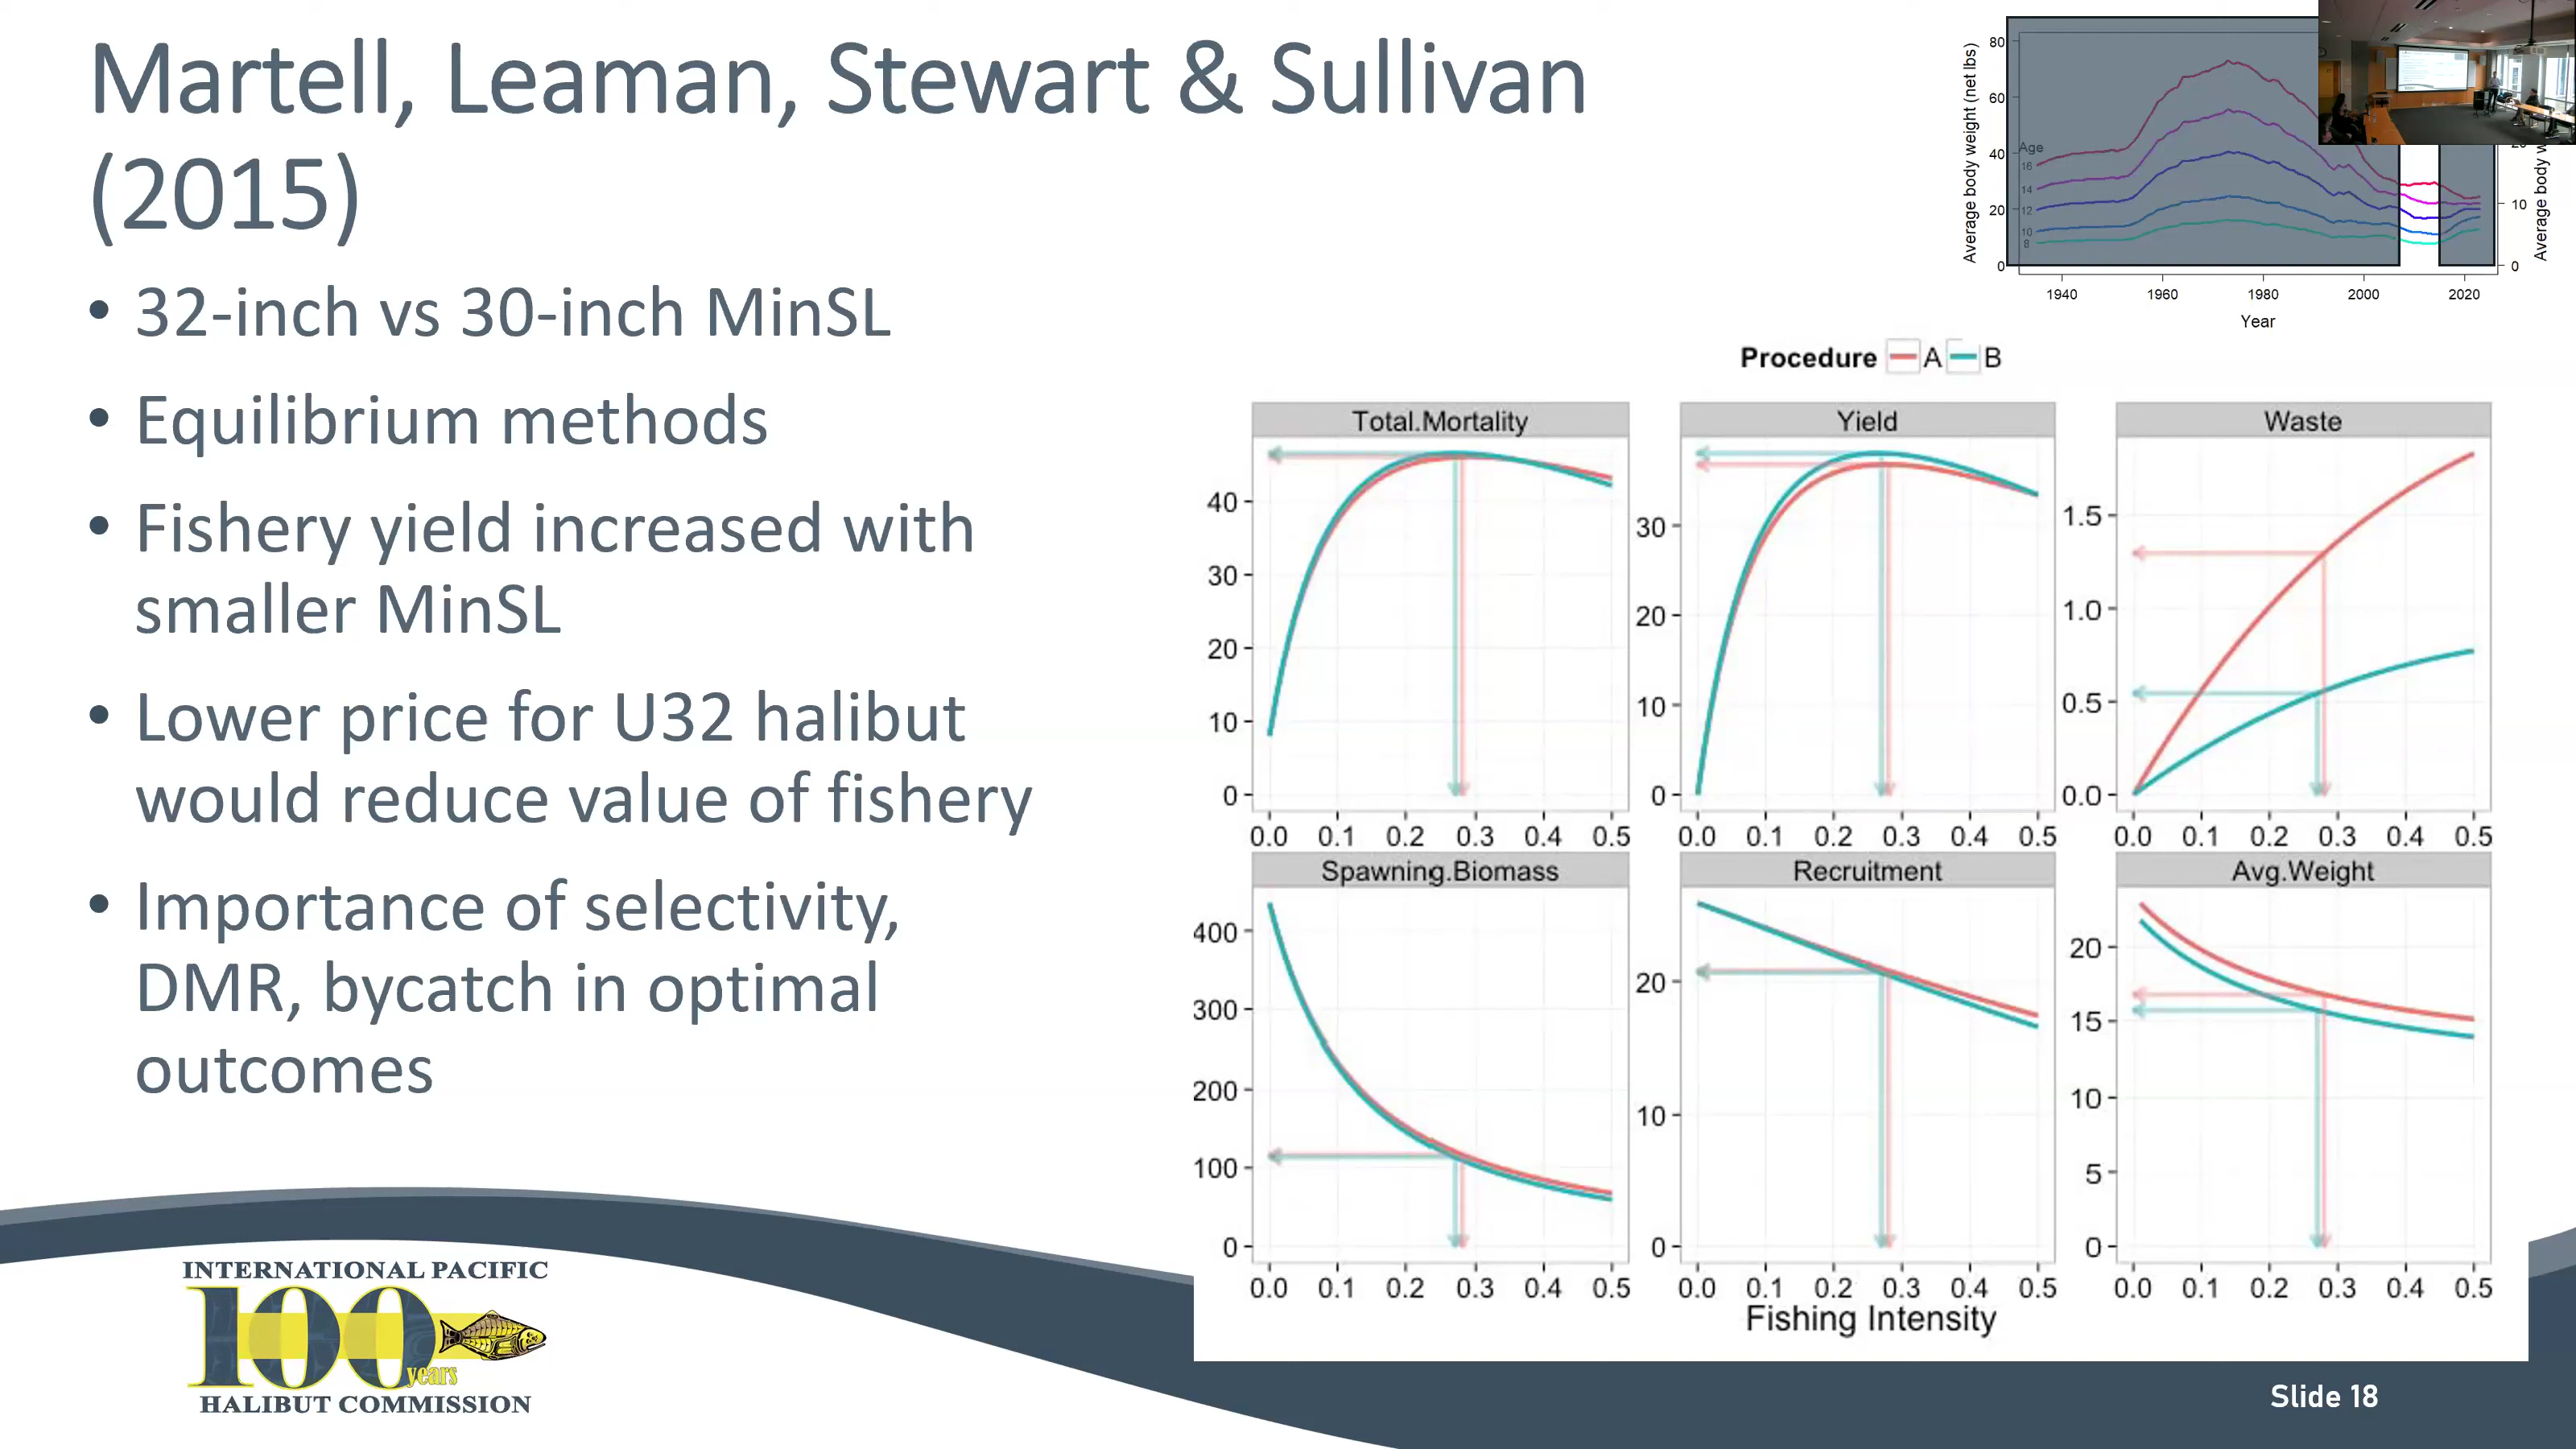 Martell, Leaman, Stewart & Sullivan
(2015)
• 32-inch vs 30-inch MinSL
• Equilibrium methods
• Fishery yield increased with
smaller MinSL
• Lower price for U32 halibut
would reduce value of fishery
• Importance of selectivity,
DMR, bycatch in optimal
outcomes
Average body weight (net lbs)
80
60
40
20
0
Age
16
14
12
10
8
1940 1960 1980 2000 2020
Year
10
0
Average body
Procedure A B
Total.Mortality
40
30
20
10
0
0.0 0.1 0.2 0.3 0.4 0.5
Yield
30
20
10
0
0.0 0.1 0.2 0.3 0.4 0.5
Waste
1.5
1.0
0.5
0.0
0.0 0.1 0.2 0.3 0.4 0.5
Spawning.Biomass
400
300
200
100
0
0.0 0.1 0.2 0.3 0.4 0.5
Recruitment
20
10
0
0.0 0.1 0.2 0.3 0.4 0.5
Avg.Weight
20
15
10
5
0
0.0 0.1 0.2 0.3 0.4 0.5
Fishing Intensity
INTERNATIONAL PACIFIC
100
years
HALIBUT COMMISSION
Slide 18